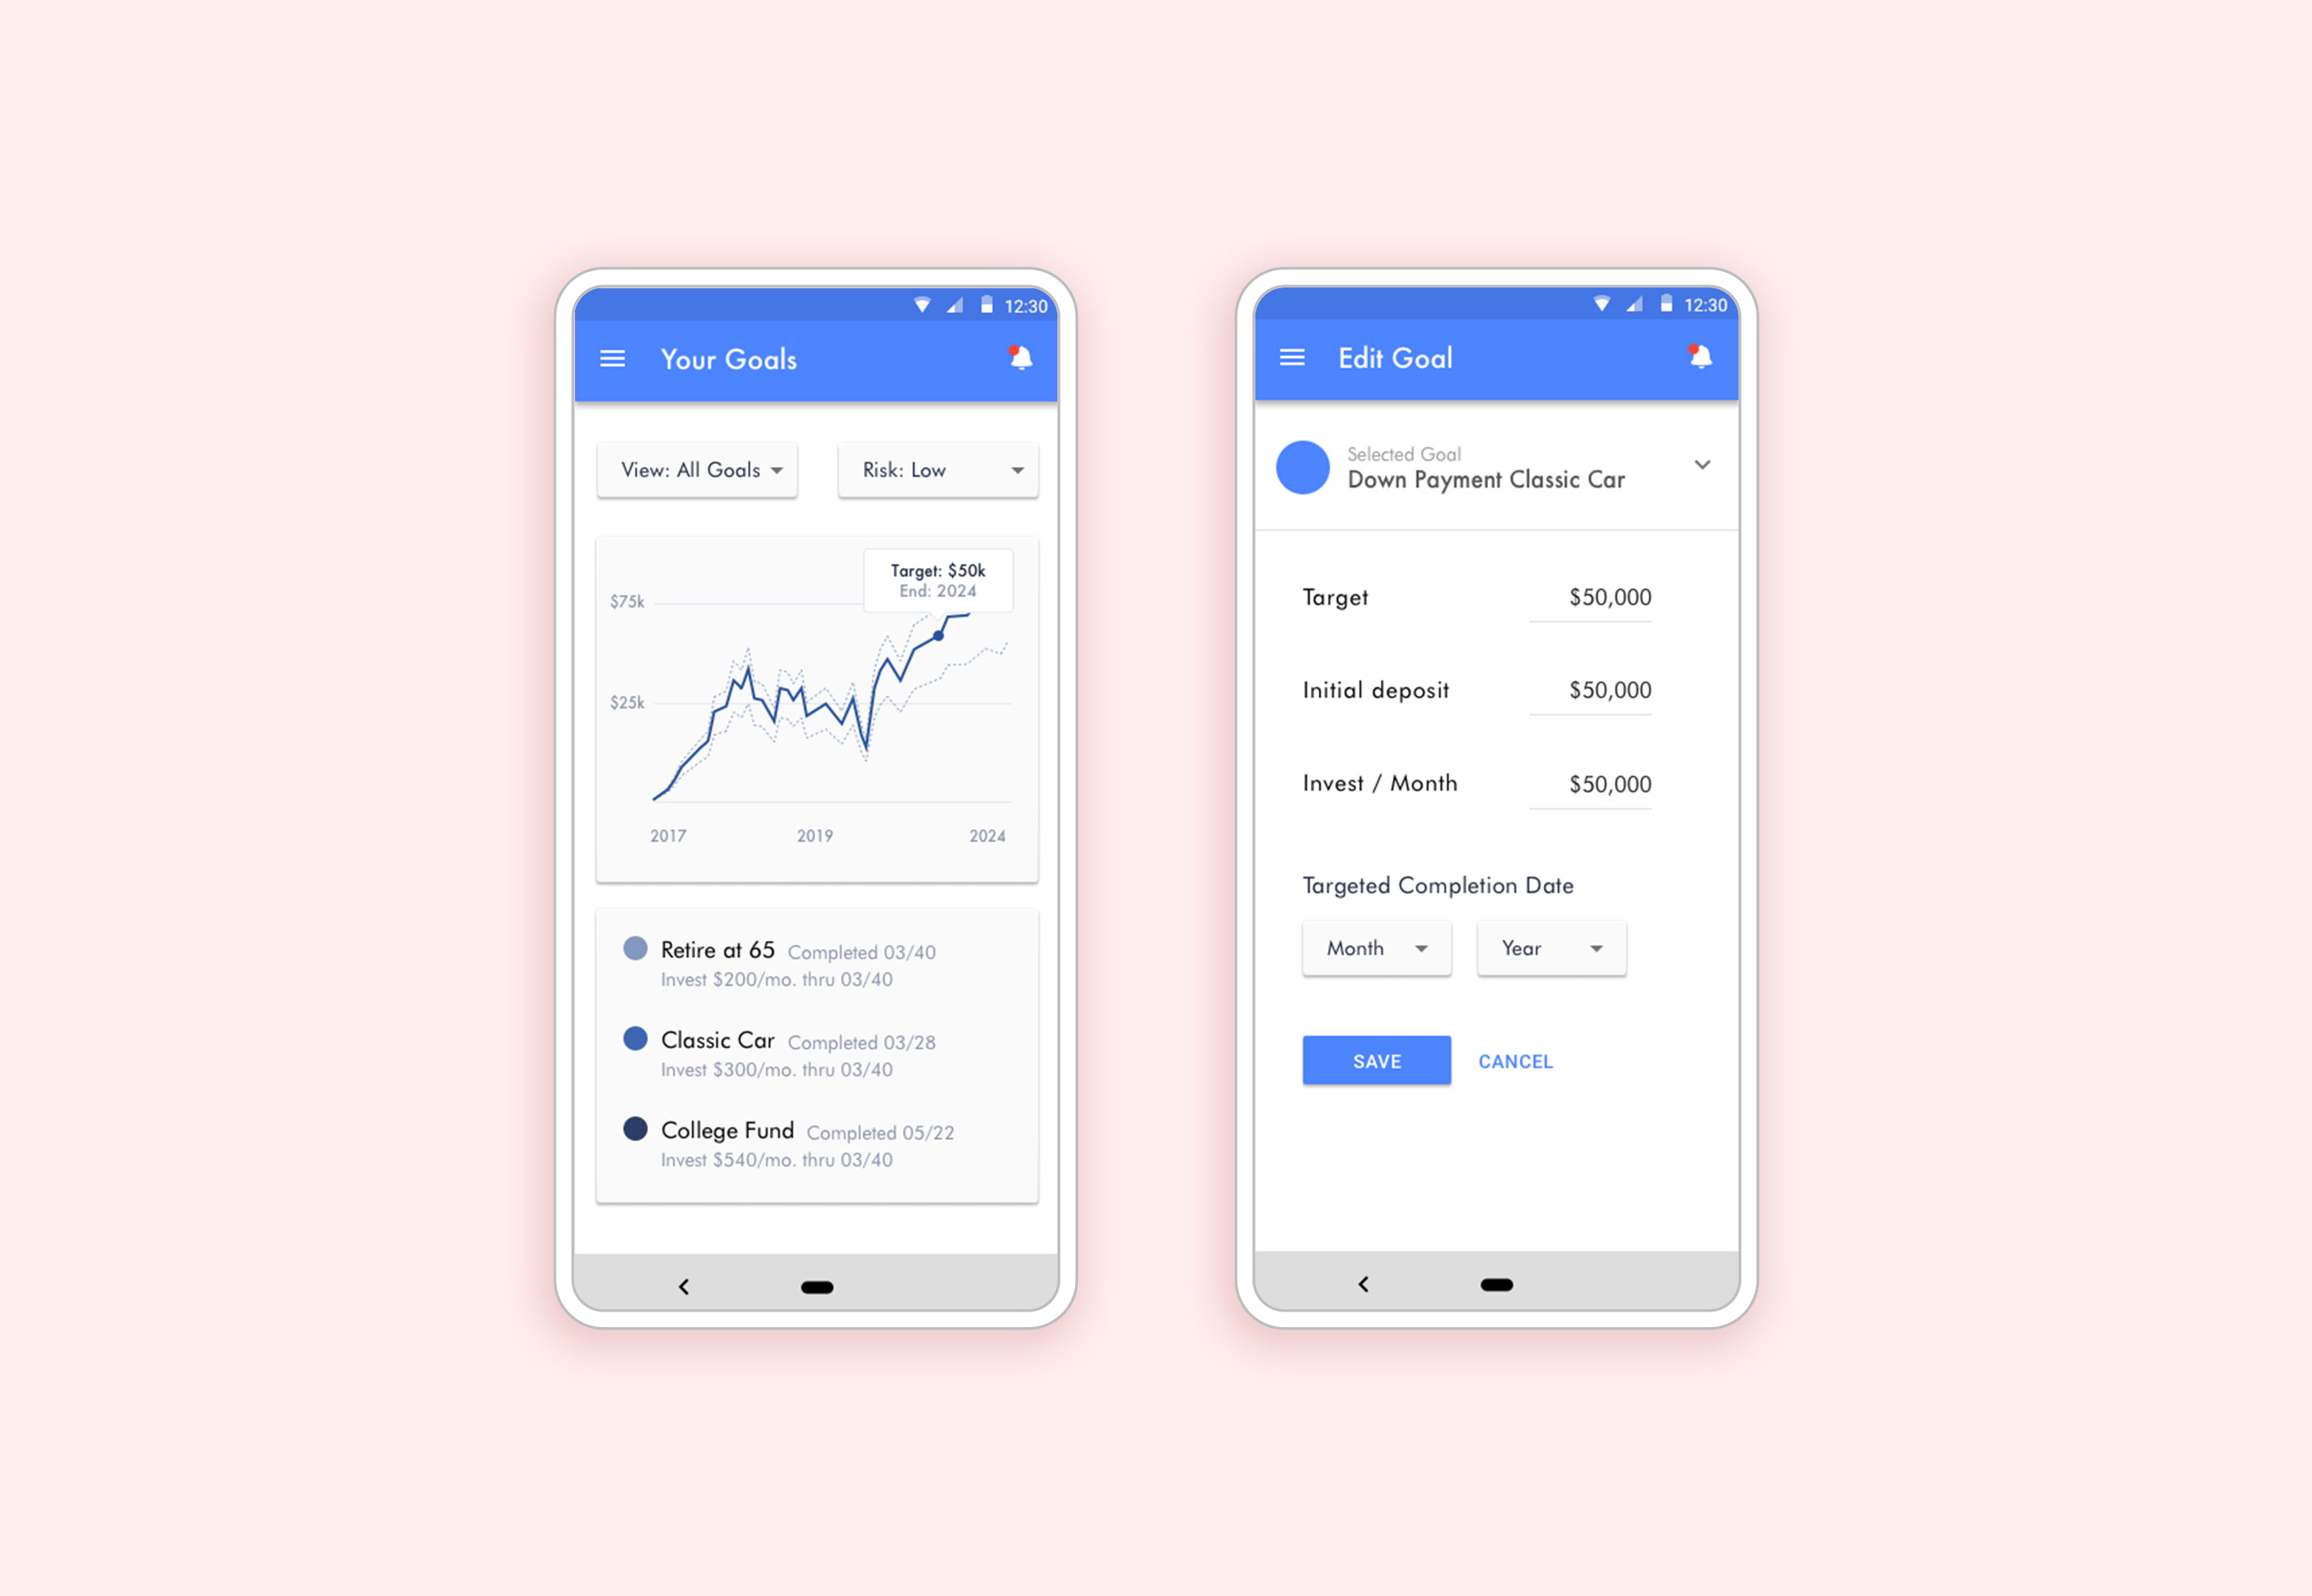 12:30
Your Goals
View: All Goals
Risk: Low
Target: $50k
End: 2024
$75k
$25k
2017 2019 2024
Retire at 65 Completed 03/40
Invest $200/mo. thru 03/40
Classic Car Completed 03/28
Invest $300/mo. thru 03/40
College Fund Completed 05/22
Invest $540/mo. thru 03/40
12:30
Edit Goal
Selected Goal
Down Payment Classic Car
Target $50,000
Initial deposit $50,000
Invest / Month $50,000
Targeted Completion Date
Month Year
SAVE CANCEL